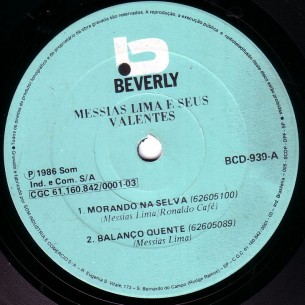 b
BEVERLY
MESSIAS LIMA E SEUS
VALENTES
P 1986 Som
Ind. e Com. S/A
CGC 61.160.842/0001-03
BCD-939-A
1. MORANDO NA SELVA (62605100)
(Messias Lima/Ronaldo Café)
2. BALANÇO QUENTE (62605089)
(Messias Lima)